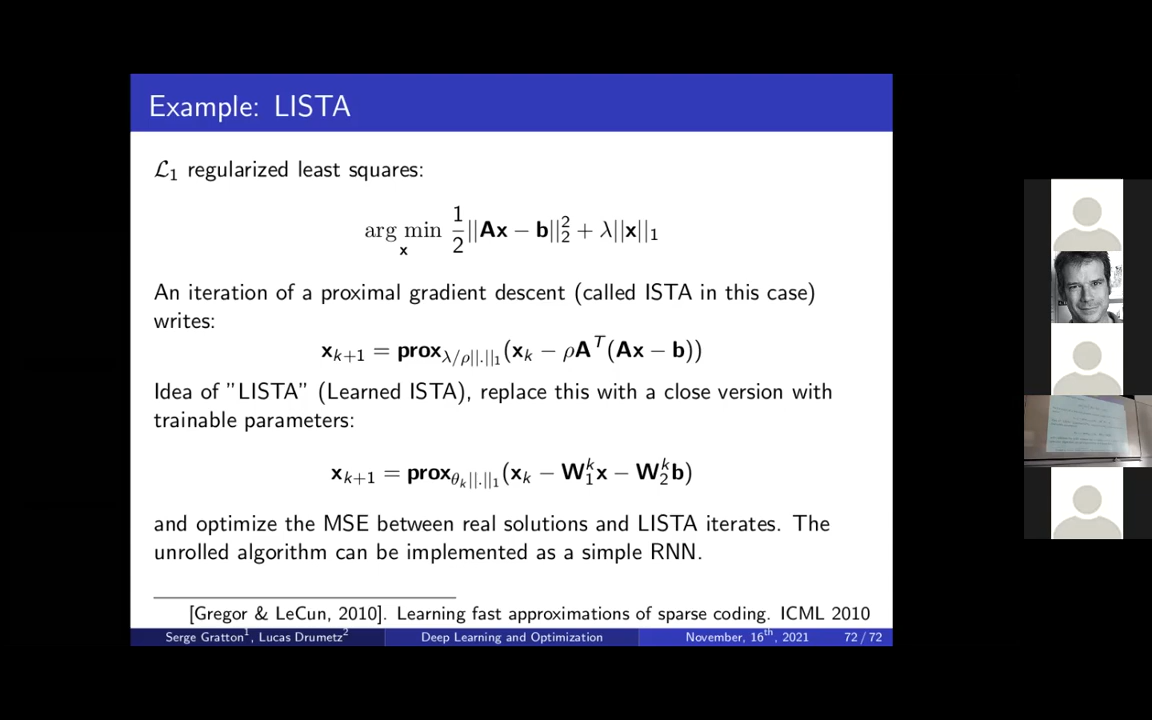 Example: LISTA
ℒ₁ regularized least squares:
arg min_x 1/2 ||Ax − b||₂² + λ||x||₁
An iteration of a proximal gradient descent (called ISTA in this case)
writes:
x_{k+1} = prox_{λ/ρ||.||₁}(x_k − ρA^T(Ax − b))
Idea of "LISTA" (Learned ISTA), replace this with a close version with
trainable parameters:
x_{k+1} = prox_{θ_k||.||₁}(x_k − W₁^k x − W₂^k b)
and optimize the MSE between real solutions and LISTA iterates. The
unrolled algorithm can be implemented as a simple RNN.
[Gregor & LeCun, 2010]. Learning fast approximations of sparse coding. ICML 2010
Serge Gratton¹, Lucas Drumetz² Deep Learning and Optimization November, 16th, 2021 72 / 72